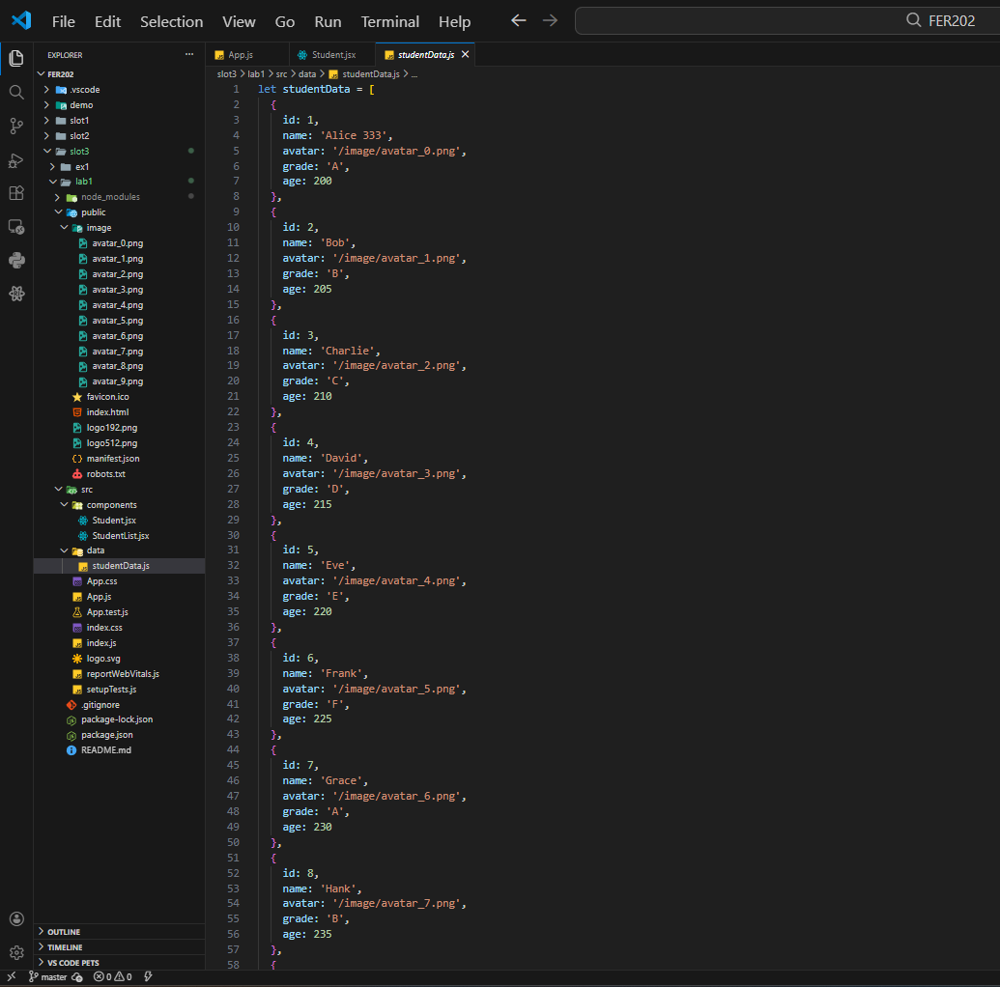 File Edit Selection View Go Run Terminal Help FER202
EXPLORER ...
FER202
.vscode
demo
slot1
slot2
slot3
ex1
lab1
node_modules
public
image
avatar_0.png
avatar_1.png
avatar_2.png
avatar_3.png
avatar_4.png
avatar_5.png
avatar_6.png
avatar_7.png
avatar_8.png
avatar_9.png
favicon.ico
index.html
logo192.png
logo512.png
manifest.json
robots.txt
src
components
Student.jsx
StudentList.jsx
data
studentData.js
App.css
App.js
App.test.js
index.css
index.js
logo.svg
reportWebVitals.js
setupTests.js
.gitignore
package-lock.json
package.json
README.md
OUTLINE
TIMELINE
VS CODE PETS
App.js Student.jsx studentData.js
slot3 > lab1 > src > data > studentData.js > ...
1 let studentData = [
2 {
3 id: 1,
4 name: 'Alice 333',
5 avatar: '/image/avatar_0.png',
6 grade: 'A',
7 age: 200
8 },
9 {
10 id: 2,
11 name: 'Bob',
12 avatar: '/image/avatar_1.png',
13 grade: 'B',
14 age: 205
15 },
16 {
17 id: 3,
18 name: 'Charlie',
19 avatar: '/image/avatar_2.png',
20 grade: 'C',
21 age: 210
22 },
23 {
24 id: 4,
25 name: 'David',
26 avatar: '/image/avatar_3.png',
27 grade: 'D',
28 age: 215
29 },
30 {
31 id: 5,
32 name: 'Eve',
33 avatar: '/image/avatar_4.png',
34 grade: 'E',
35 age: 220
36 },
37 {
38 id: 6,
39 name: 'Frank',
40 avatar: '/image/avatar_5.png',
41 grade: 'F',
42 age: 225
43 },
44 {
45 id: 7,
46 name: 'Grace',
47 avatar: '/image/avatar_6.png',
48 grade: 'A',
49 age: 230
50 },
51 {
52 id: 8,
53 name: 'Hank',
54 avatar: '/image/avatar_7.png',
55 grade: 'B',
56 age: 235
57 },
58 {
master 0 0